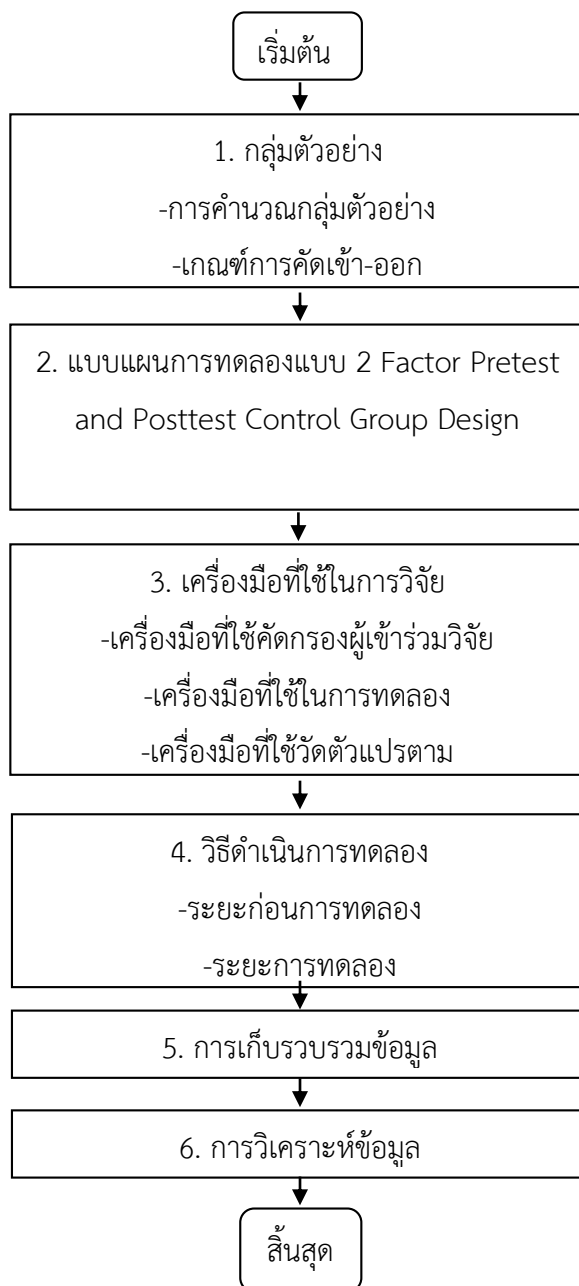 เริ่มต้น
1. กลุ่มตัวอย่าง
-การคำนวณกลุ่มตัวอย่าง
-เกณฑ์การคัดเข้า-ออก
2. แบบแผนการทดลองแบบ 2 Factor Pretest
and Posttest Control Group Design
3. เครื่องมือที่ใช้ในการวิจัย
-เครื่องมือที่ใช้คัดกรองผู้เข้าร่วมวิจัย
-เครื่องมือที่ใช้ในการทดลอง
-เครื่องมือที่ใช้วัดตัวแปรตาม
4. วิธีดำเนินการทดลอง
-ระยะก่อนการทดลอง
-ระยะการทดลอง
5. การเก็บรวบรวมข้อมูล
6. การวิเคราะห์ข้อมูล
สิ้นสุด